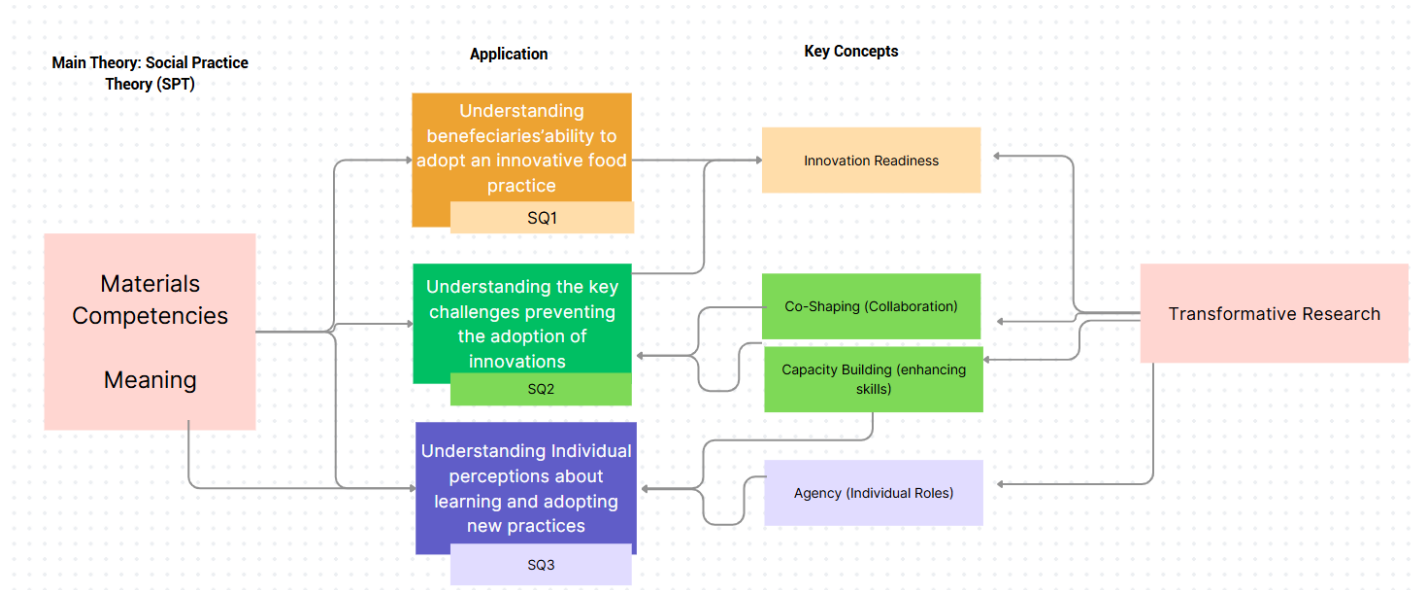 Main Theory: Social Practice
Theory (SPT)
Application
Key Concepts
Materials
Competencies
Meaning
Understanding
benefeciaries'ability to
adopt an innovative food
practice
SQ1
Understanding the key
challenges preventing
the adoption of
innovations
SQ2
Understanding Individual
perceptions about
learning and adopting
new practices
SQ3
Innovation Readiness
Co-Shaping (Collaboration)
Capacity Building (enhancing
skills)
Agency (Individual Roles)
Transformative Research